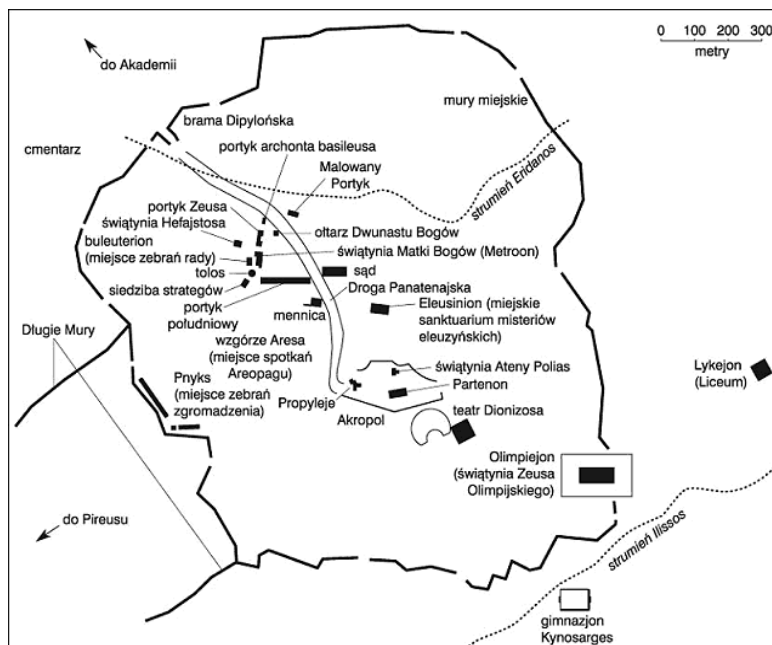 do Akademii
0 100 200 300
metry
mury miejskie
brama Dipylońska
cmentarz
portyk archonta basileusa
Malowany
Portyk
strumień Eridanos
portyk Zeusa
świątynia Hefajstosa
ołtarz Dwunastu Bogów
buleuterion
(miejsce zebrań rady)
świątynia Matki Bogów (Metroon)
tolos
sąd
siedziba strategów
Droga Panatenajska
portyk
południowy
mennica
Eleusinion (miejskie
sanktuarium misteriów
eleuzyńskich)
Długie Mury
wzgórze Aresa
(miejsce spotkań
Areopagu)
Pnyks
(miejsce zebrań
zgromadzenia)
świątynia Ateny Polias
Partenon
Lykejon
(Liceum)
Propyleje
Akropol
teatr Dionizosa
Olimpiejon
(świątynia Zeusa
Olimpijskiego)
do Pireusu
strumień Ilissos
gimnazjon
Kynosarges